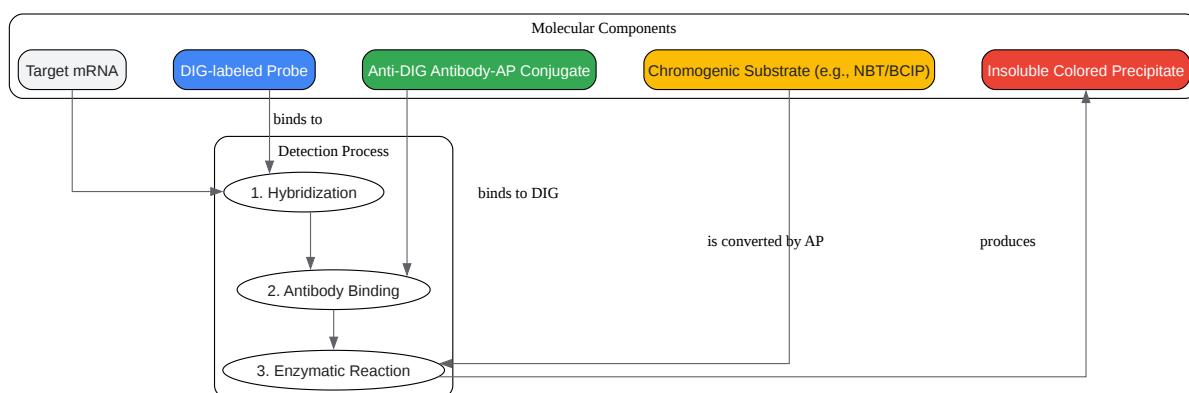 Molecular Components
Target mRNA
DIG-labeled Probe
Anti-DIG Antibody-AP Conjugate
Chromogenic Substrate (e.g., NBT/BCIP)
Insoluble Colored Precipitate
binds to
Detection Process
1. Hybridization
binds to DIG
is converted by AP
produces
2. Antibody Binding
3. Enzymatic Reaction